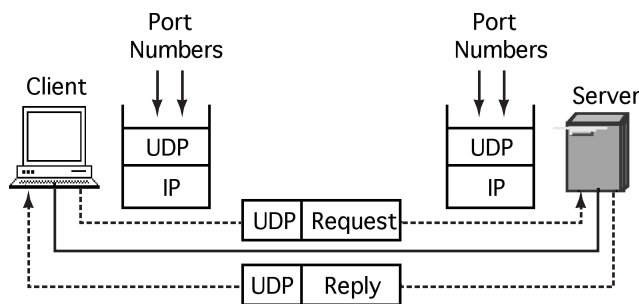 Port
Numbers
Port
Numbers
Client
Server
UDP
IP
UDP
IP
UDP Request
UDP Reply